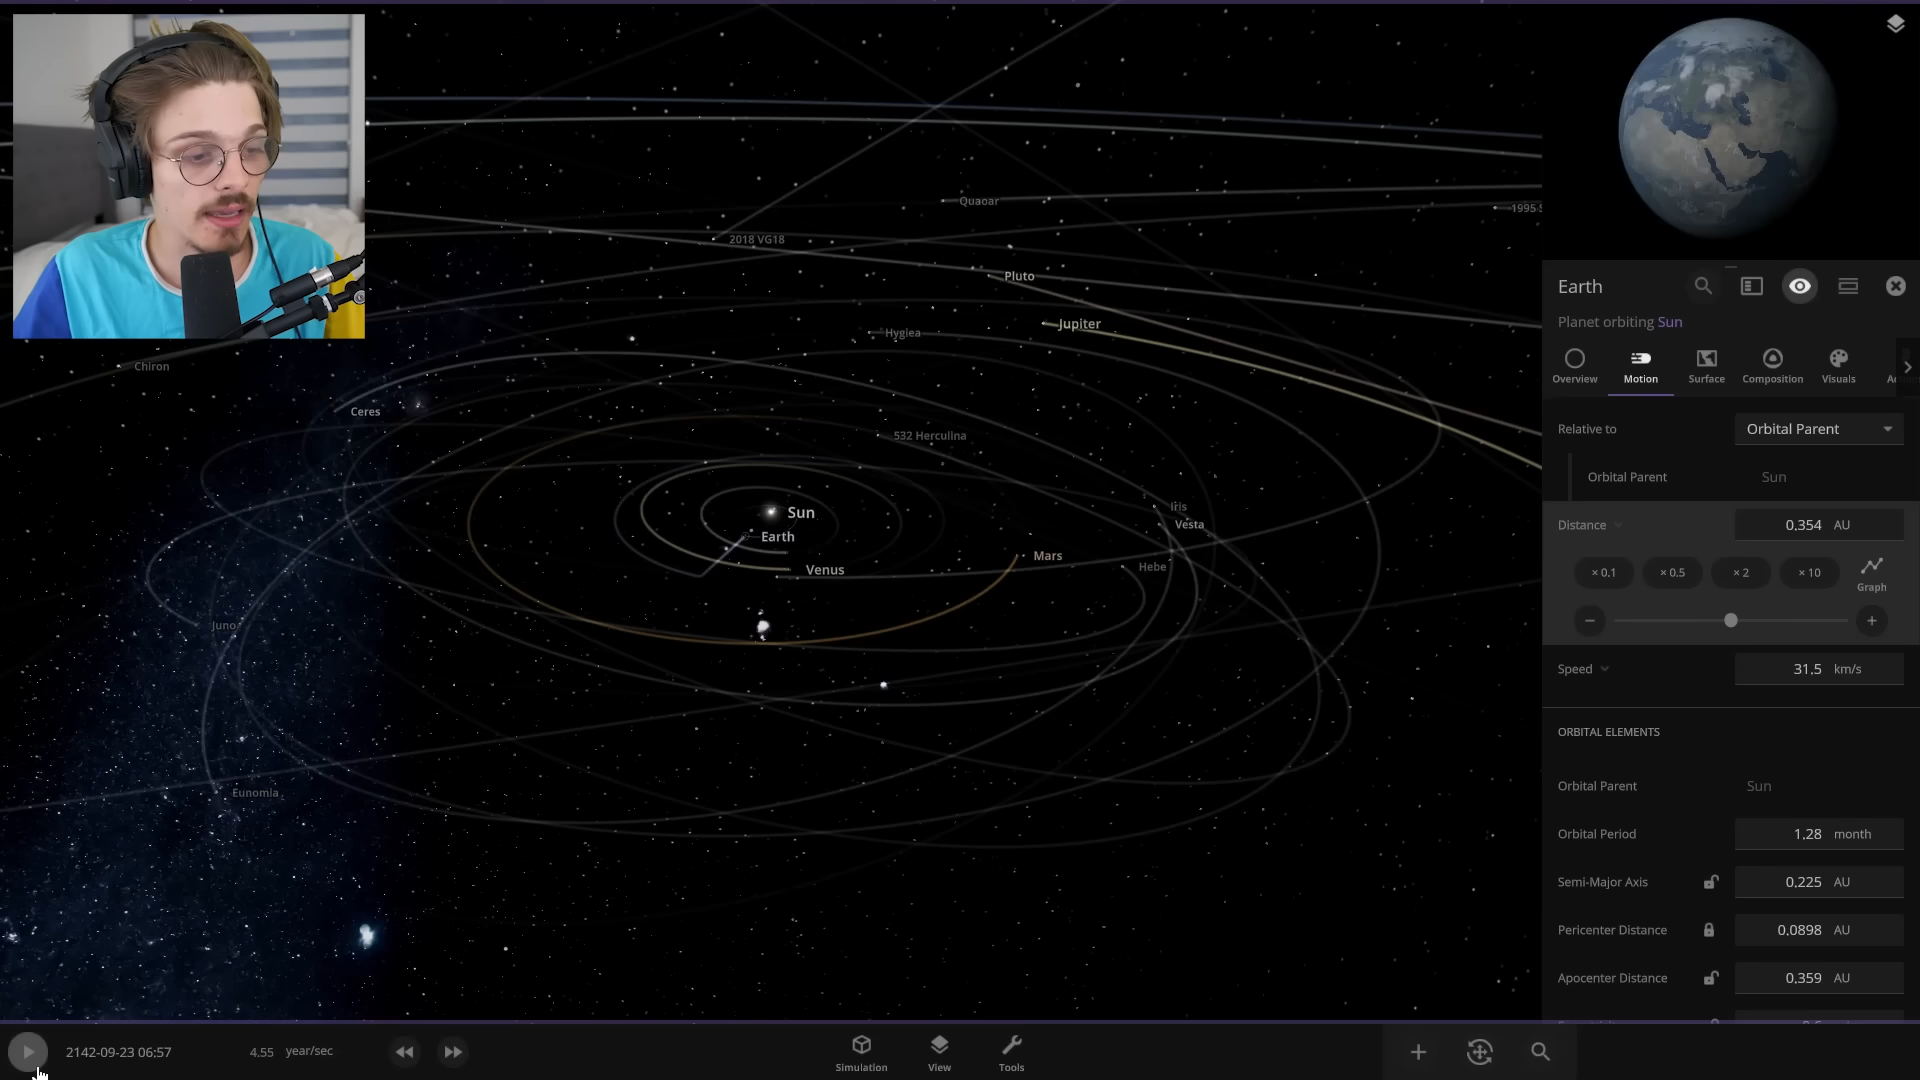 Quaoar
1995 S
2018 VG18
Pluto
Jupiter
Hygiea
Chiron
Ceres
532 Herculina
Sun
Iris
Vesta
Earth
Mars
Hebe
Venus
Juno
Eunomia
Earth
Planet orbiting Sun
Overview
Motion
Surface
Composition
Visuals
Relative to
Orbital Parent
Orbital Parent
Sun
Distance
0.354 AU
× 0.1
× 0.5
× 2
× 10
Graph
Speed
31.5 km/s
ORBITAL ELEMENTS
Orbital Parent
Sun
Orbital Period
1.28 month
Semi-Major Axis
0.225 AU
Pericenter Distance
0.0898 AU
Apocenter Distance
0.359 AU
2142-09-23 06:57
4.55 year/sec
Simulation
View
Tools